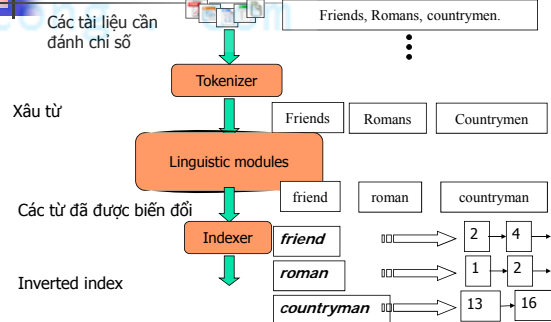 Các tài liệu cần
đánh chỉ số
Friends, Romans, countrymen.
Tokenizer
Xâu từ
Friends Romans Countrymen
Linguistic modules
friend roman countryman
Các từ đã được biến đổi
Indexer
friend 2 4
roman 1 2
Inverted index
countryman 13 16